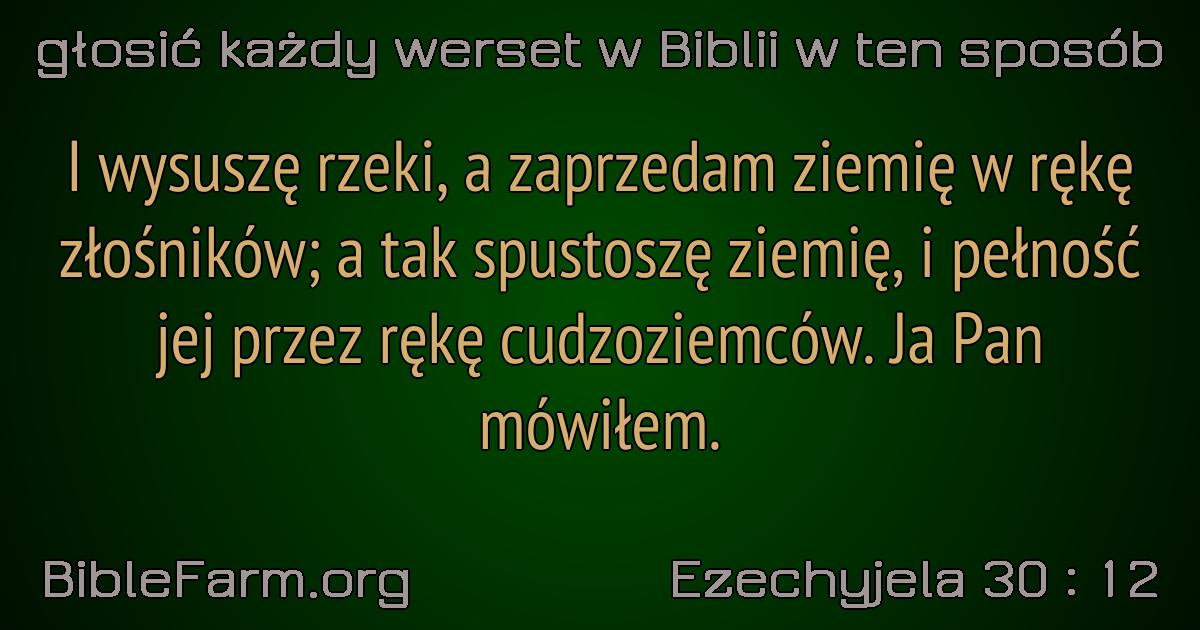 głosić każdy werset w Biblii w ten sposób
I wysuszę rzeki, a zaprzedam ziemię w rękę
złośników; a tak spustoszę ziemię, i pełność
jej przez rękę cudzoziemców. Ja Pan
mówiłem.
BibleFarm.org
Ezechyjela 30 : 12